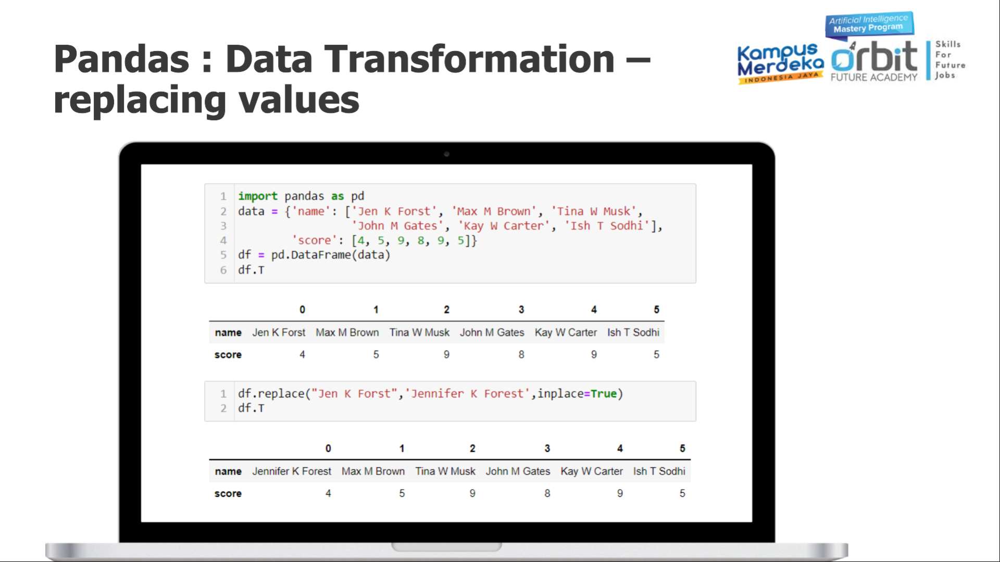 Artificial Intelligence
Mastery Program
Kampus
Merdeka
INDONESIA JAYA
orbit
FUTURE ACADEMY
Skills
For
Future
Jobs
Pandas : Data Transformation –
replacing values
1 import pandas as pd
2 data = {'name': ['Jen K Forst', 'Max M Brown', 'Tina W Musk',
3 'John M Gates', 'Kay W Carter', 'Ish T Sodhi'],
4 'score': [4, 5, 9, 8, 9, 5]}
5 df = pd.DataFrame(data)
6 df.T
0 1 2 3 4 5
name Jen K Forst Max M Brown Tina W Musk John M Gates Kay W Carter Ish T Sodhi
score 4 5 9 8 9 5
1 df.replace("Jen K Forst",'Jennifer K Forest',inplace=True)
2 df.T
0 1 2 3 4 5
name Jennifer K Forest Max M Brown Tina W Musk John M Gates Kay W Carter Ish T Sodhi
score 4 5 9 8 9 5